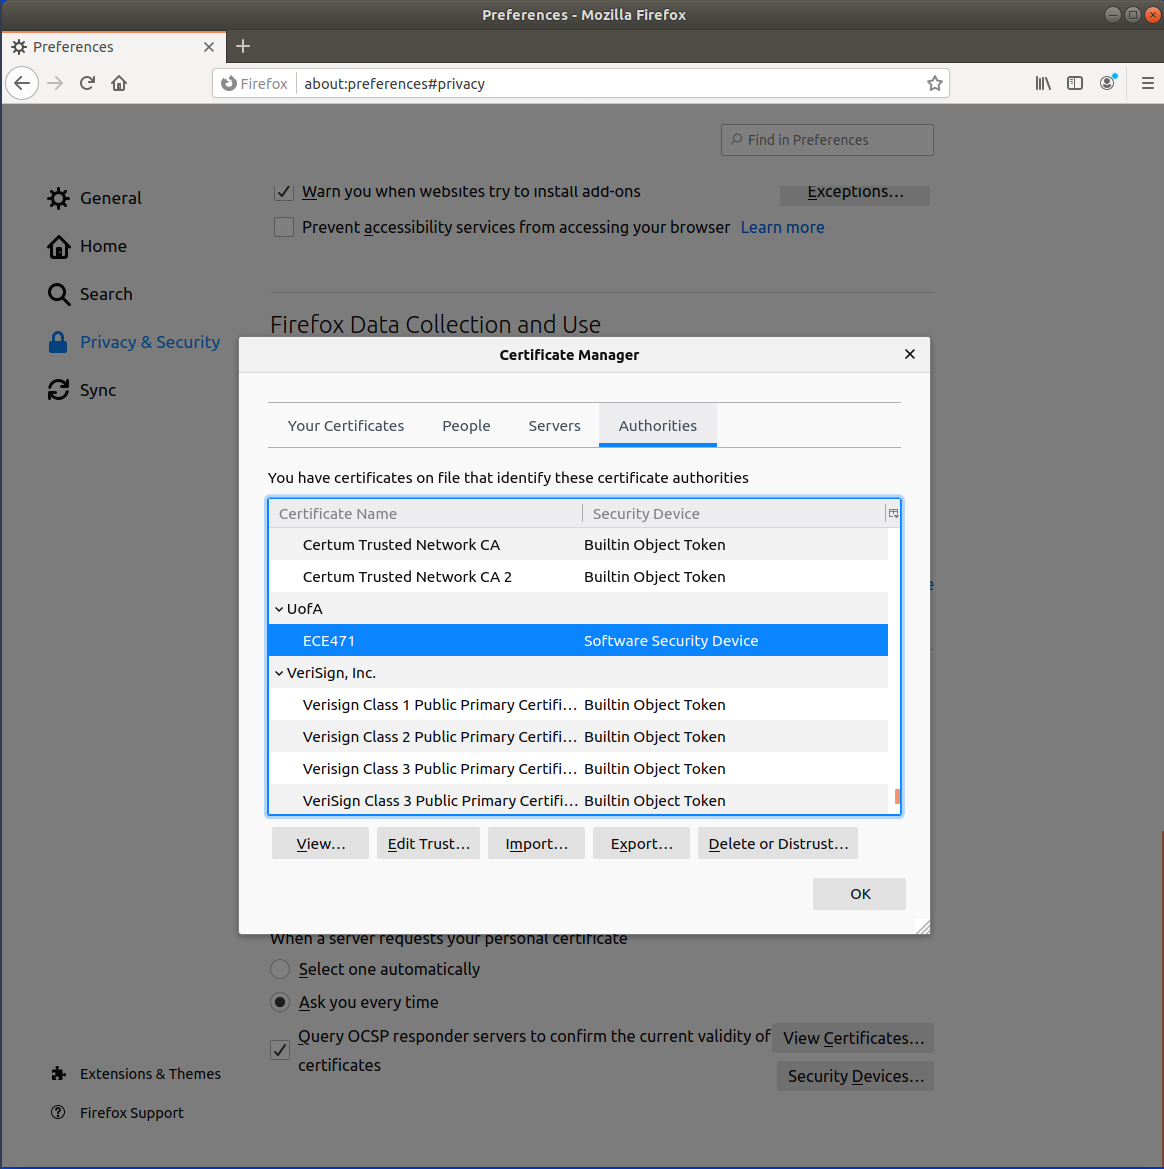 Preferences - Mozilla Firefox
Preferences
Firefox about:preferences#privacy
Find in Preferences
General
Home
Search
Privacy & Security
Sync
Warn you when websites try to install add-ons Exceptions...
Prevent accessibility services from accessing your browser Learn more
Firefox Data Collection and Use
Certificate Manager
Your Certificates People Servers Authorities
You have certificates on file that identify these certificate authorities
Certificate Name Security Device
Certum Trusted Network CA Builtin Object Token
Certum Trusted Network CA 2 Builtin Object Token
UofA
ECE471 Software Security Device
VeriSign, Inc.
Verisign Class 1 Public Primary Certifi... Builtin Object Token
Verisign Class 2 Public Primary Certifi... Builtin Object Token
Verisign Class 3 Public Primary Certifi... Builtin Object Token
VeriSign Class 3 Public Primary Certifi... Builtin Object Token
View... Edit Trust... Import... Export... Delete or Distrust...
OK
When a server requests your personal certificate
Select one automatically
Ask you every time
Query OCSP responder servers to confirm the current validity of
certificates
View Certificates...
Security Devices...
Extensions & Themes
Firefox Support